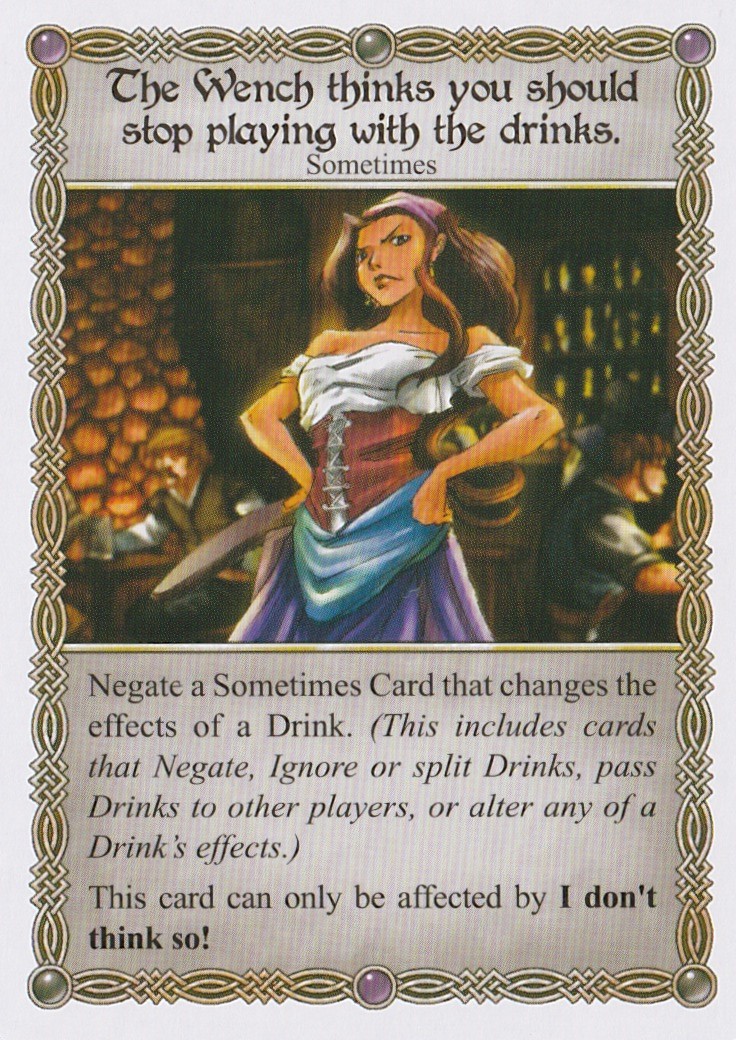 The Wench thinks you should
stop playing with the drinks.
Sometimes
Negate a Sometimes Card that changes the
effects of a Drink. (This includes cards
that Negate, Ignore or split Drinks, pass
Drinks to other players, or alter any of a
Drink's effects.)
This card can only be affected by I don't
think so!